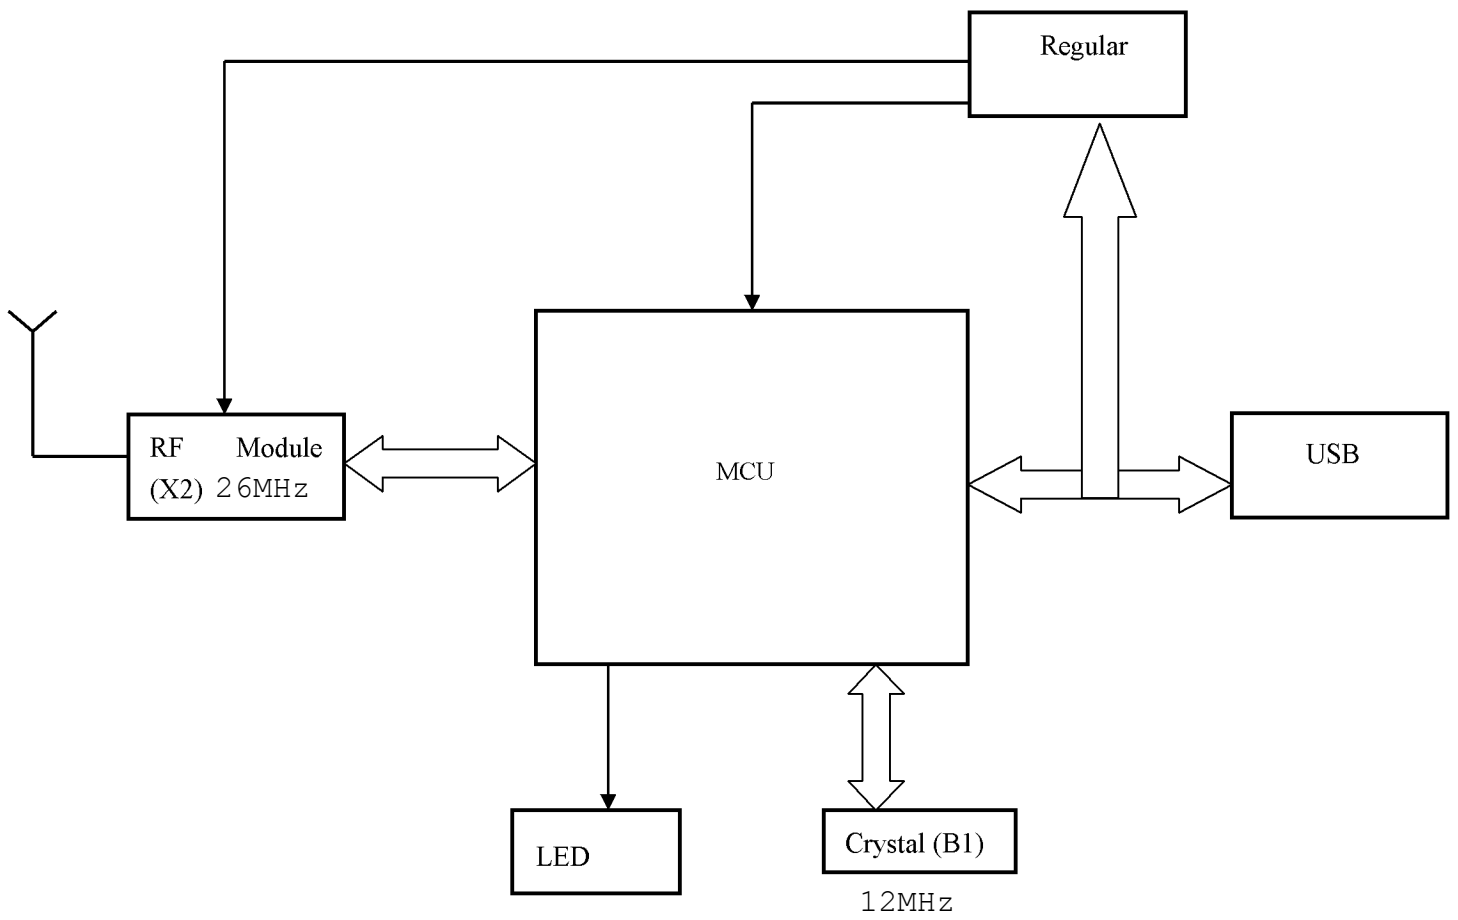 Regular
RF Module
(X2) 26MHz
MCU
USB
LED
Crystal (B1)
12MHz